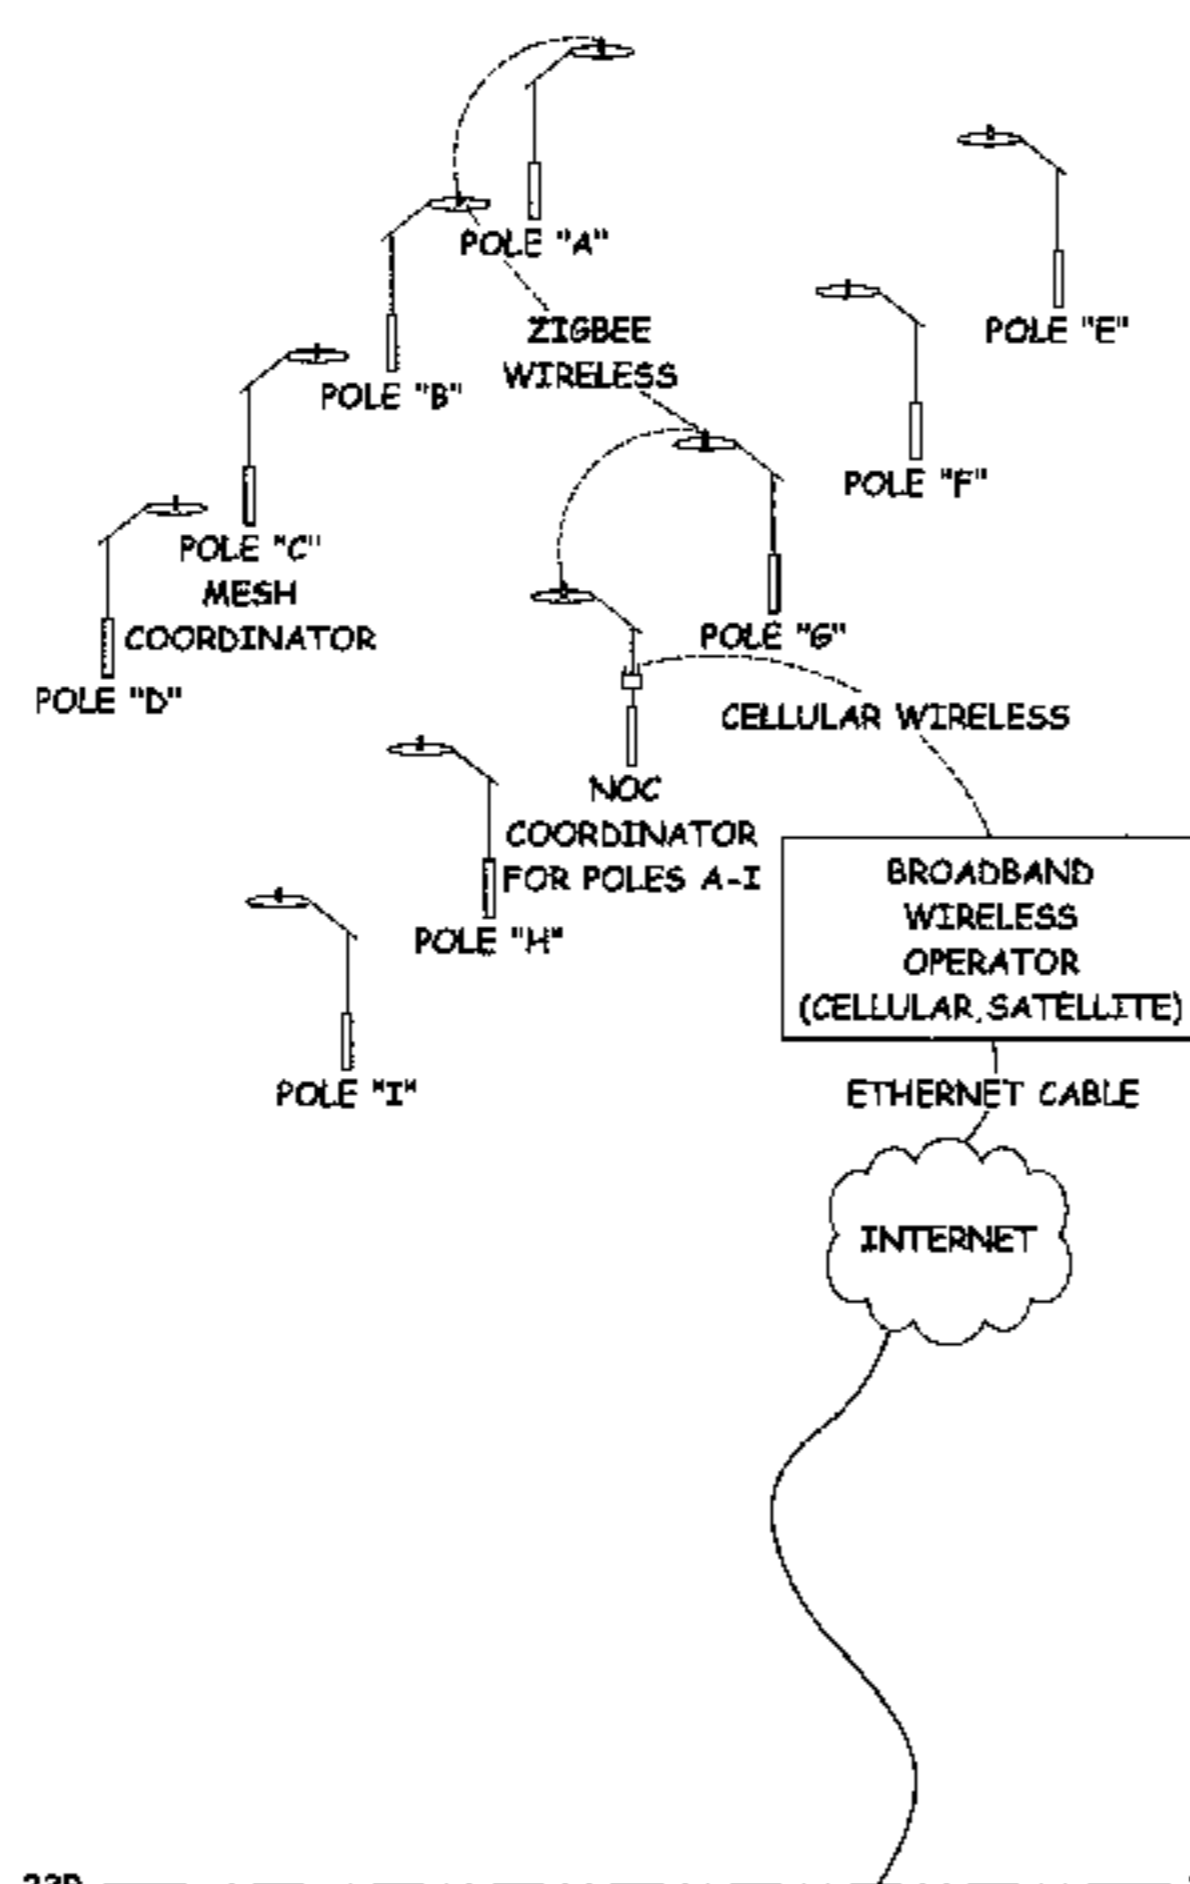 POLE "A"
POLE "E"
ZIGBEE
WIRELESS
POLE "B"
POLE "F"
POLE "C"
MESH
COORDINATOR
POLE "G"
POLE "D"
CELLULAR WIRELESS
NOC
COORDINATOR
FOR POLES A-I
BROADBAND
WIRELESS
OPERATOR
(CELLULAR,SATELLITE)
POLE "H"
POLE "I"
ETHERNET CABLE
INTERNET